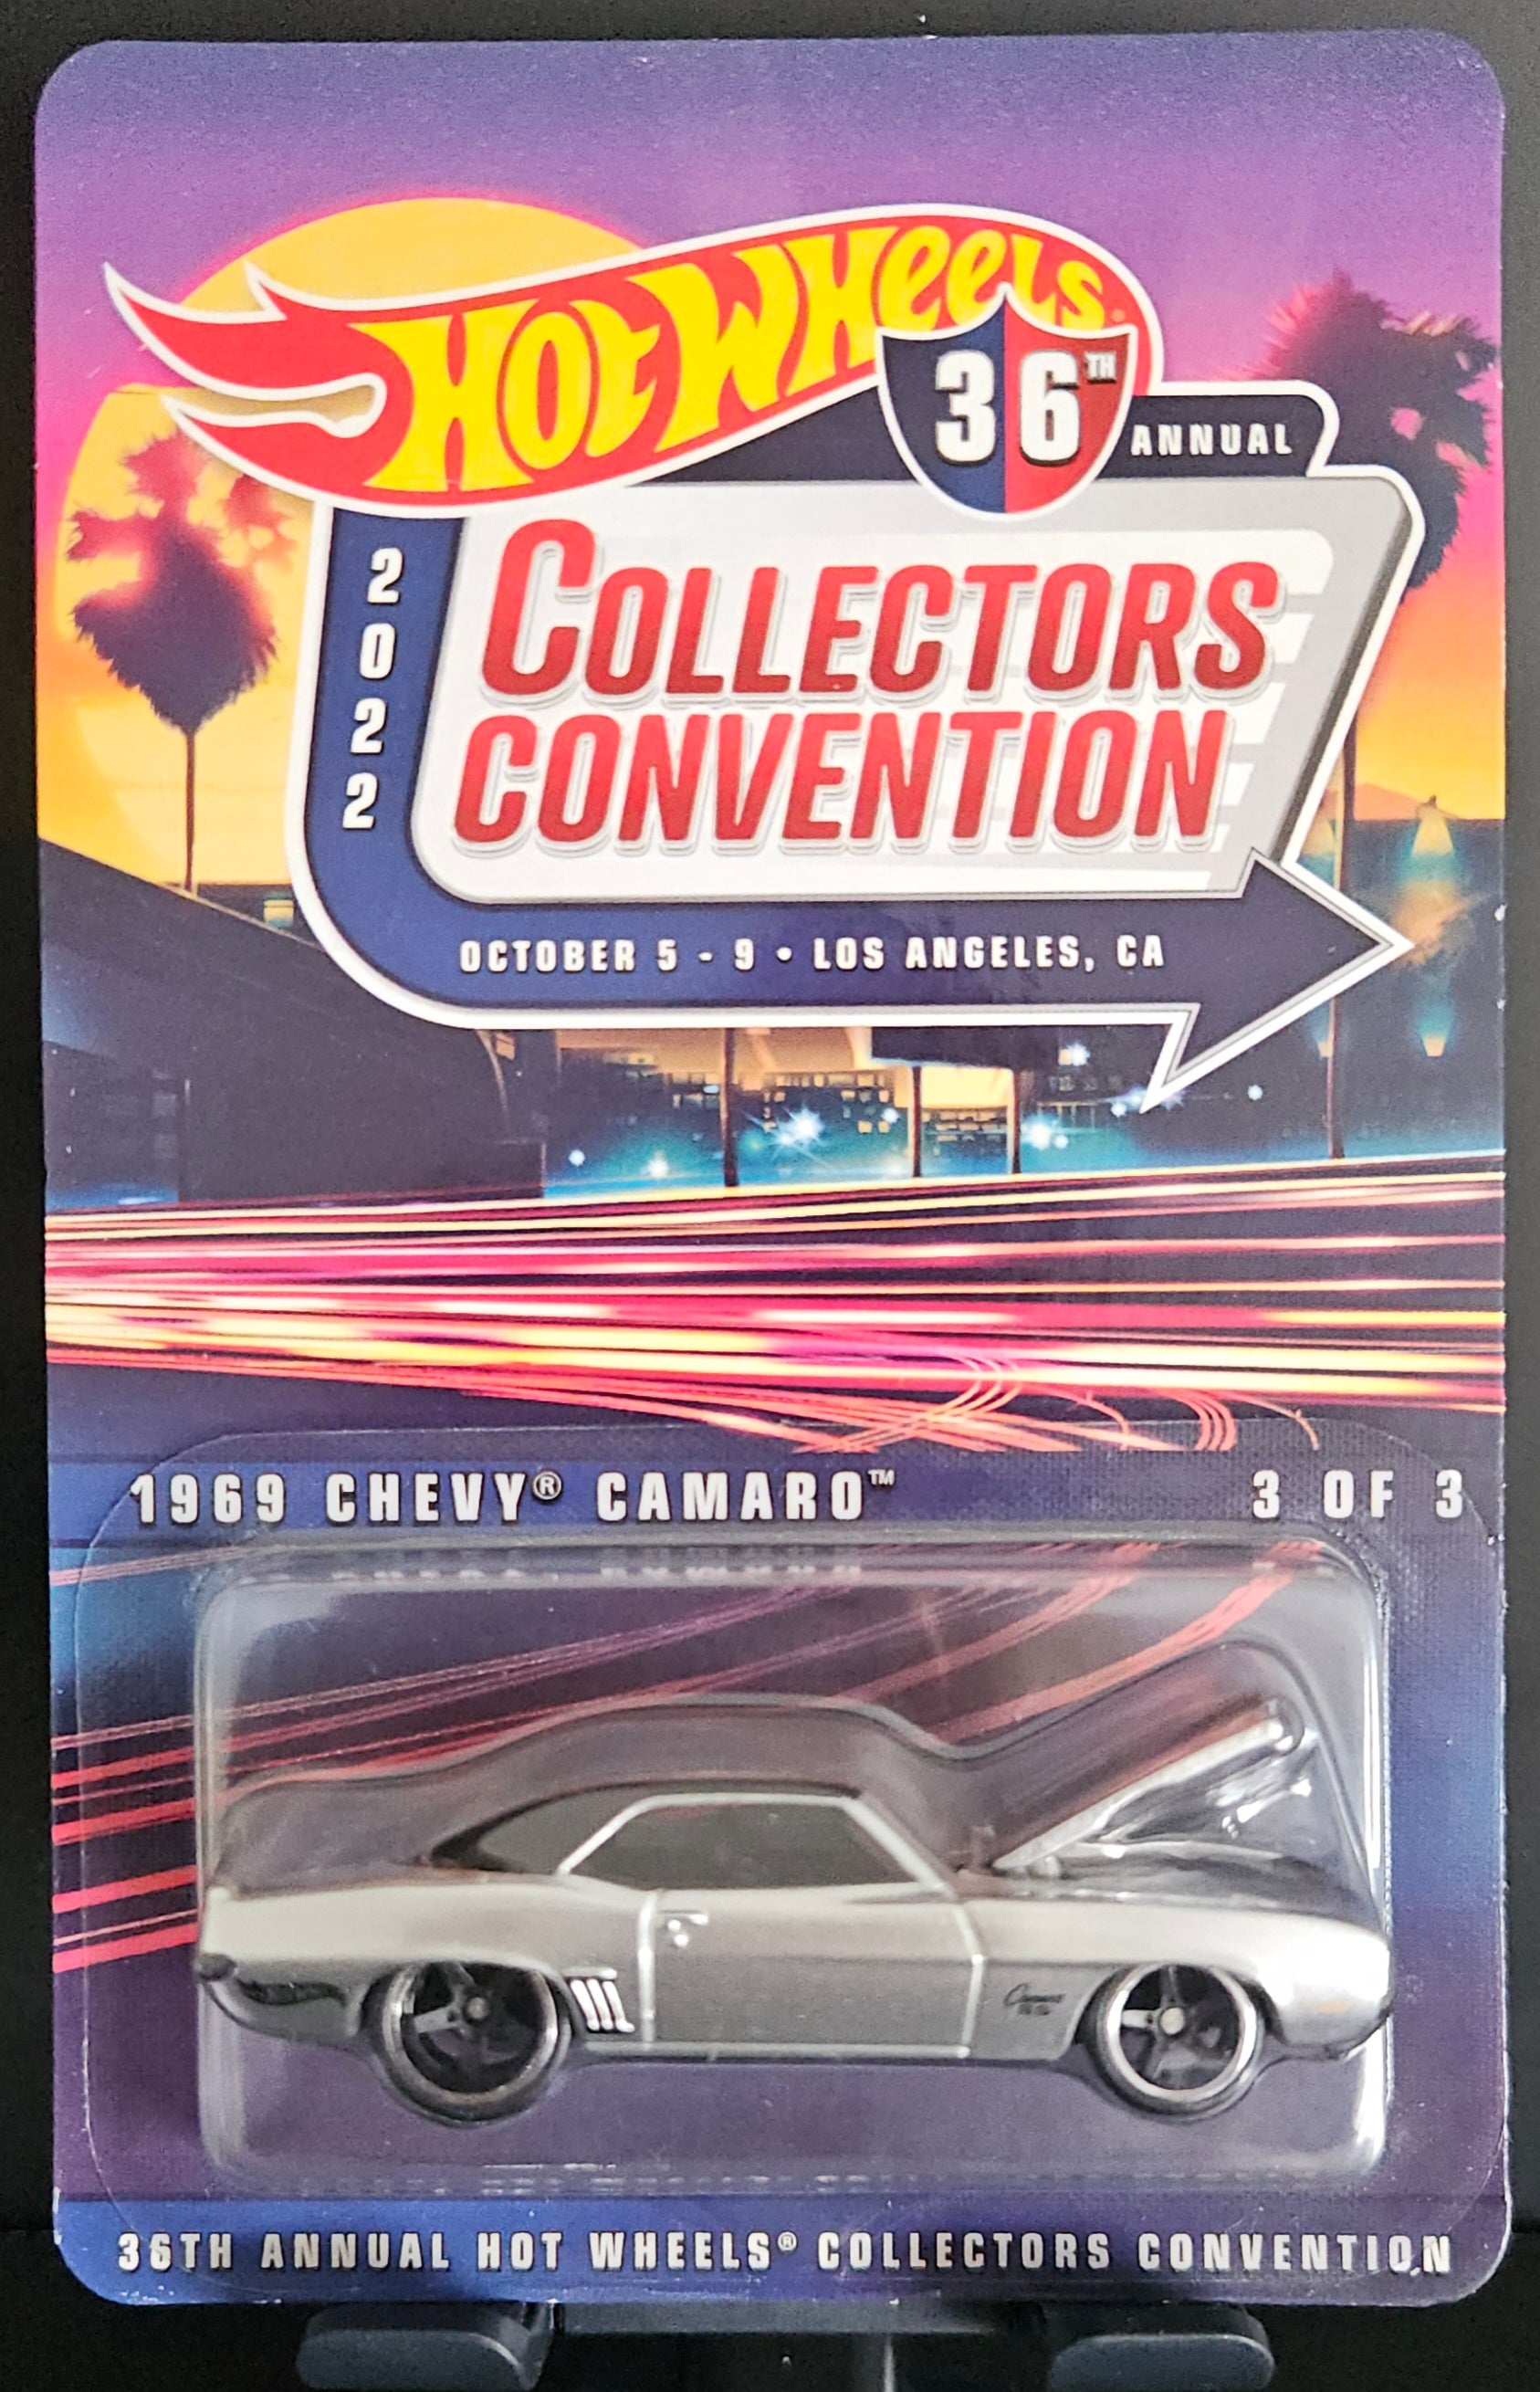 Hot Wheels®
36TH
ANNUAL
2022
COLLECTORS
CONVENTION
OCTOBER 5 - 9 • LOS ANGELES, CA
1969 CHEVY® CAMARO™ 3 OF 3
Camaro
36TH ANNUAL HOT WHEELS® COLLECTORS CONVENTION